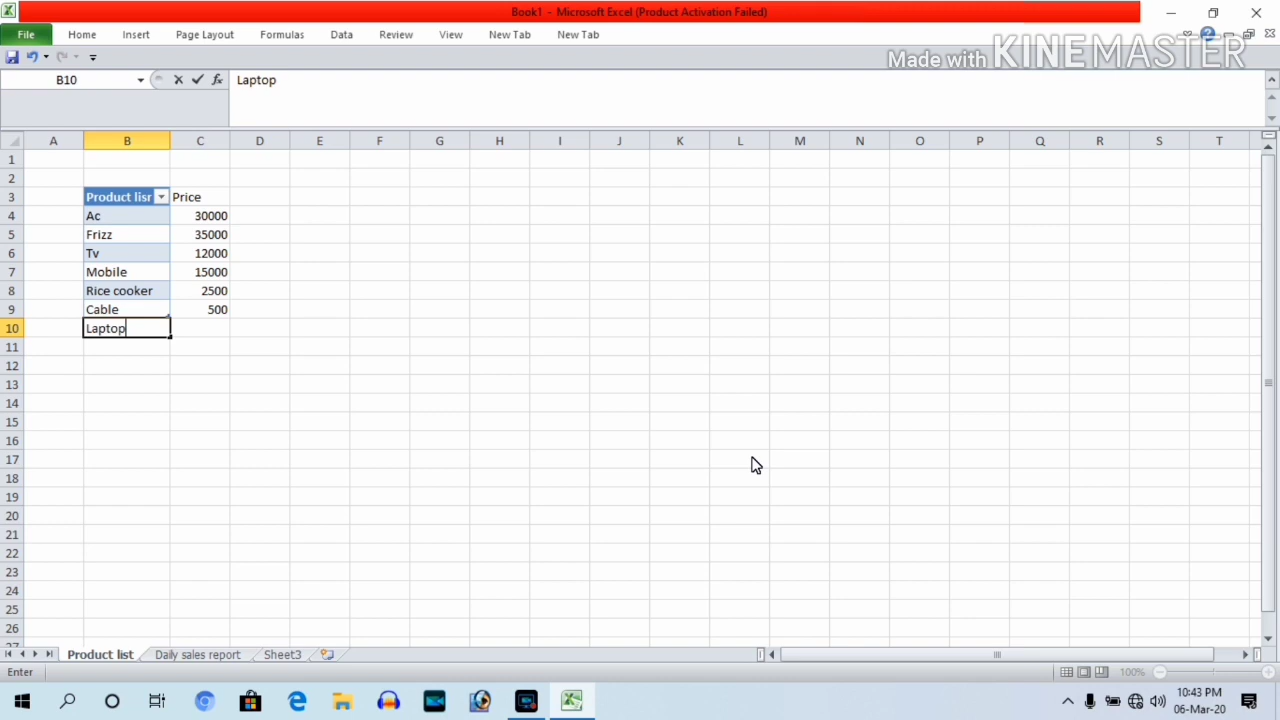 Book1 - Microsoft Excel (Product Activation Failed)
File Home Insert Page Layout Formulas Data Review View New Tab New Tab
Made with KINEMASTER
B10 fx Laptop
A B C D E F G H I J K L M N O P Q R S T
1
2
3 Product lisr Price
4 Ac 30000
5 Frizz 35000
6 Tv 12000
7 Mobile 15000
8 Rice cooker 2500
9 Cable 500
10 Laptop
11
12
13
14
15
16
17
18
19
20
21
22
23
24
25
26
27
Product list Daily sales report Sheet3
Enter 100%
10:43 PM
06-Mar-20